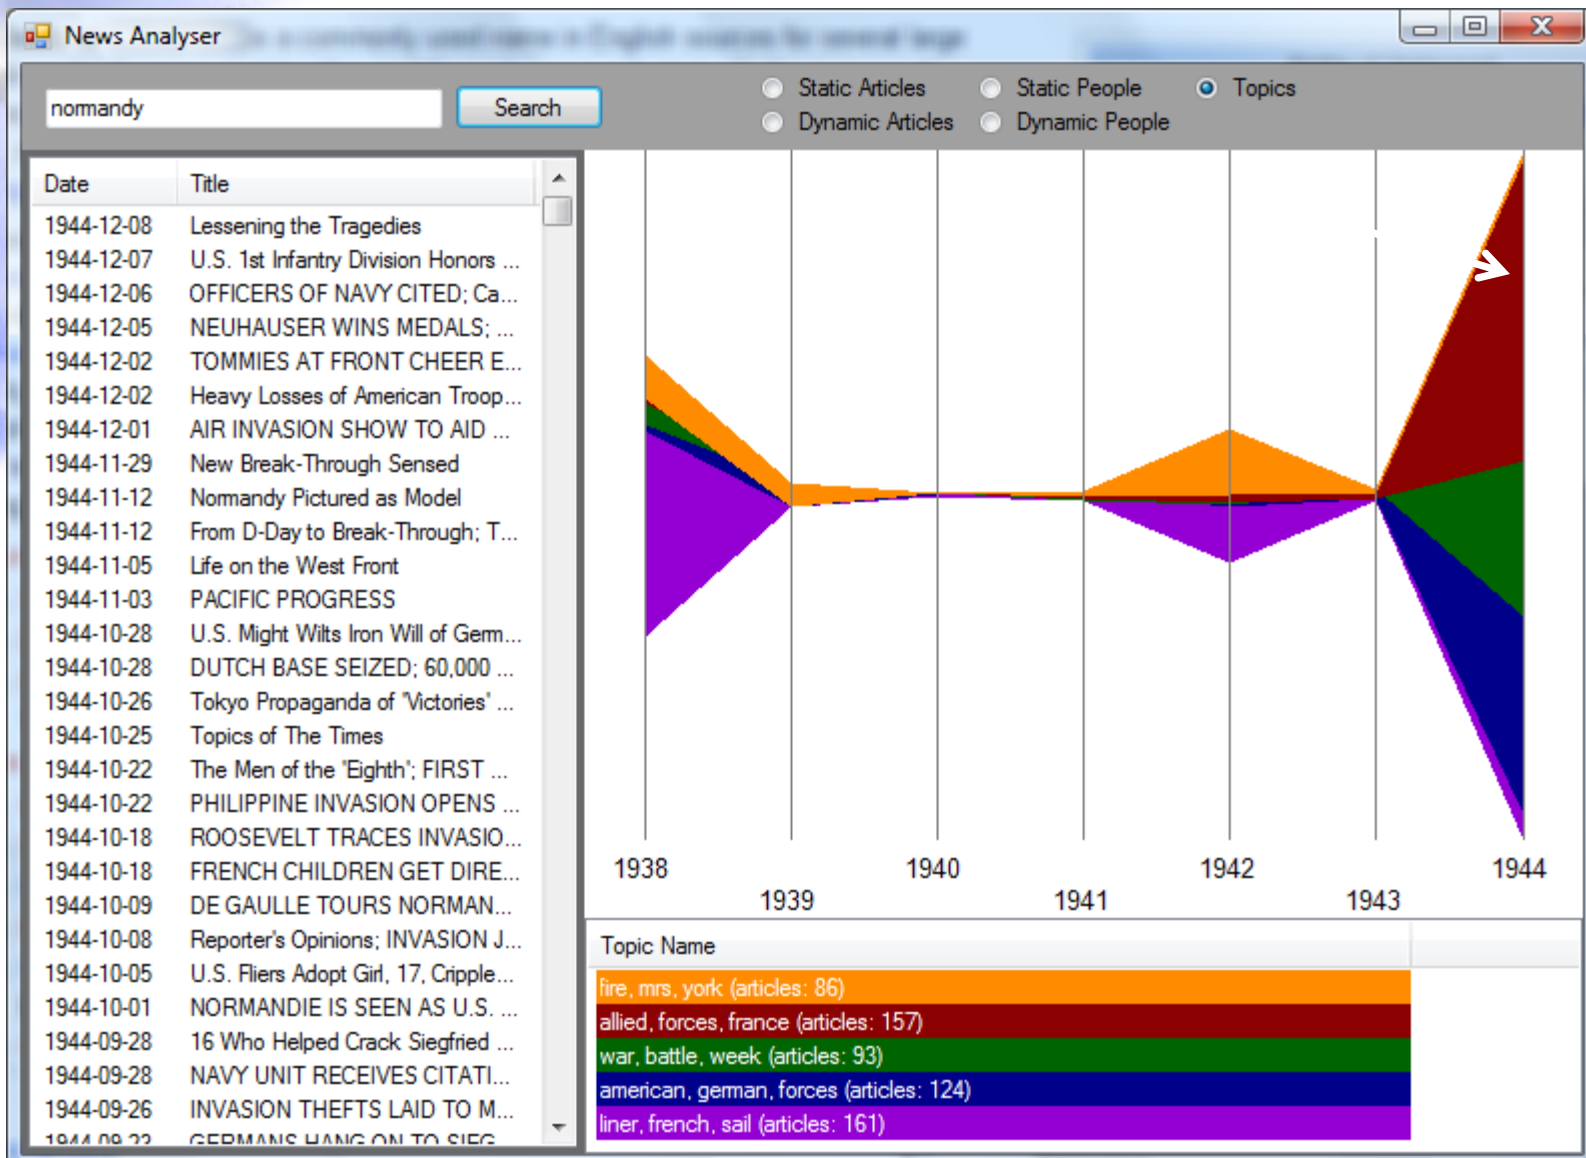 News Analyser
normandy
Search
Static Articles
Static People
Topics
Dynamic Articles
Dynamic People
Date Title
1944-12-08 Lessening the Tragedies
1944-12-07 U.S. 1st Infantry Division Honors ...
1944-12-06 OFFICERS OF NAVY CITED; Ca...
1944-12-05 NEUHAUSER WINS MEDALS; ...
1944-12-02 TOMMIES AT FRONT CHEER E...
1944-12-02 Heavy Losses of American Troop...
1944-12-01 AIR INVASION SHOW TO AID ...
1944-11-29 New Break-Through Sensed
1944-11-12 Normandy Pictured as Model
1944-11-12 From D-Day to Break-Through; T...
1944-11-05 Life on the West Front
1944-11-03 PACIFIC PROGRESS
1944-10-28 U.S. Might Wilts Iron Will of Germ...
1944-10-28 DUTCH BASE SEIZED; 60,000 ...
1944-10-26 Tokyo Propaganda of 'Victories' ...
1944-10-25 Topics of The Times
1944-10-22 The Men of the 'Eighth'; FIRST ...
1944-10-22 PHILIPPINE INVASION OPENS ...
1944-10-18 ROOSEVELT TRACES INVASIO...
1944-10-18 FRENCH CHILDREN GET DIRE...
1944-10-09 DE GAULLE TOURS NORMAN...
1944-10-08 Reporter's Opinions; INVASION J...
1944-10-05 U.S. Fliers Adopt Girl, 17, Cripple...
1944-10-01 NORMANDIE IS SEEN AS U.S. ...
1944-09-28 16 Who Helped Crack Siegfried ...
1944-09-28 NAVY UNIT RECEIVES CITATI...
1944-09-26 INVASION THEFTS LAID TO M...
1944-09-23 GERMANS HANG ON TO SIEG
1938 1940 1942 1944
1939 1941 1943
Topic Name
fire, mrs, york (articles: 86)
allied, forces, france (articles: 157)
war, battle, week (articles: 93)
american, german, forces (articles: 124)
liner, french, sail (articles: 161)